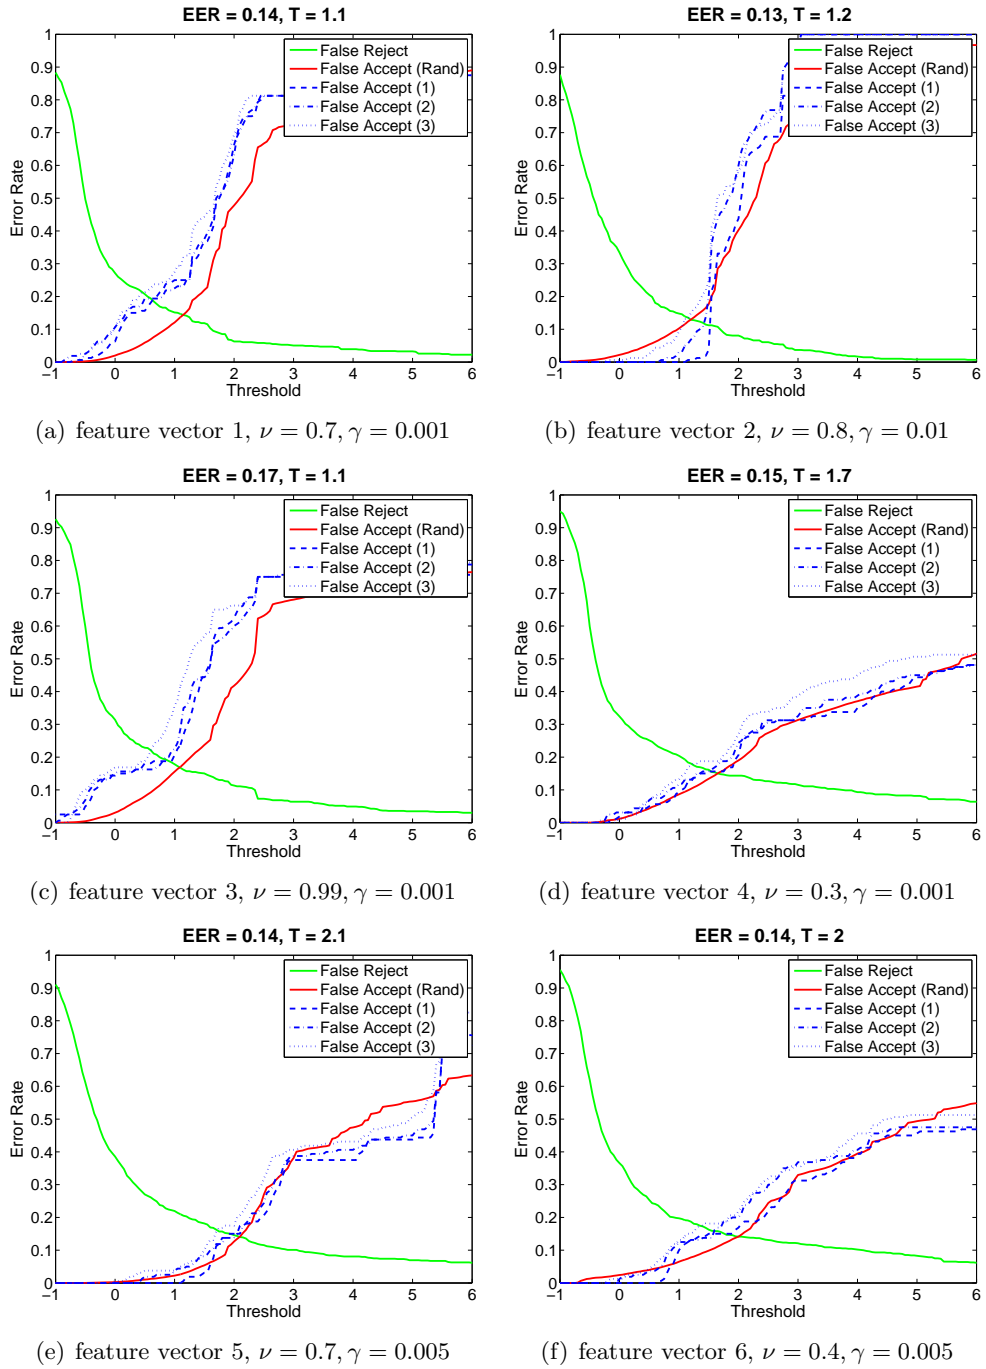 EER = 0.14, T = 1.1
Error Rate
1
0.9
0.8
0.7
0.6
0.5
0.4
0.3
0.2
0.1
0
False Reject
False Accept (Rand)
False Accept (1)
False Accept (2)
False Accept (3)
−1 0 1 2 3 4 5 6
Threshold
(a) feature vector 1, ν = 0.7, γ = 0.001
EER = 0.13, T = 1.2
Error Rate
1
0.9
0.8
0.7
0.6
0.5
0.4
0.3
0.2
0.1
0
False Reject
False Accept (Rand)
False Accept (1)
False Accept (2)
False Accept (3)
−1 0 1 2 3 4 5 6
Threshold
(b) feature vector 2, ν = 0.8, γ = 0.01
EER = 0.17, T = 1.1
Error Rate
1
0.9
0.8
0.7
0.6
0.5
0.4
0.3
0.2
0.1
0
False Reject
False Accept (Rand)
False Accept (1)
False Accept (2)
False Accept (3)
−1 0 1 2 3 4 5 6
Threshold
(c) feature vector 3, ν = 0.99, γ = 0.001
EER = 0.15, T = 1.7
Error Rate
1
0.9
0.8
0.7
0.6
0.5
0.4
0.3
0.2
0.1
0
False Reject
False Accept (Rand)
False Accept (1)
False Accept (2)
False Accept (3)
−1 0 1 2 3 4 5 6
Threshold
(d) feature vector 4, ν = 0.3, γ = 0.001
EER = 0.14, T = 2.1
Error Rate
1
0.9
0.8
0.7
0.6
0.5
0.4
0.3
0.2
0.1
0
False Reject
False Accept (Rand)
False Accept (1)
False Accept (2)
False Accept (3)
−1 0 1 2 3 4 5 6
Threshold
(e) feature vector 5, ν = 0.7, γ = 0.005
EER = 0.14, T = 2
Error Rate
1
0.9
0.8
0.7
0.6
0.5
0.4
0.3
0.2
0.1
0
False Reject
False Accept (Rand)
False Accept (1)
False Accept (2)
False Accept (3)
−1 0 1 2 3 4 5 6
Threshold
(f) feature vector 6, ν = 0.4, γ = 0.005